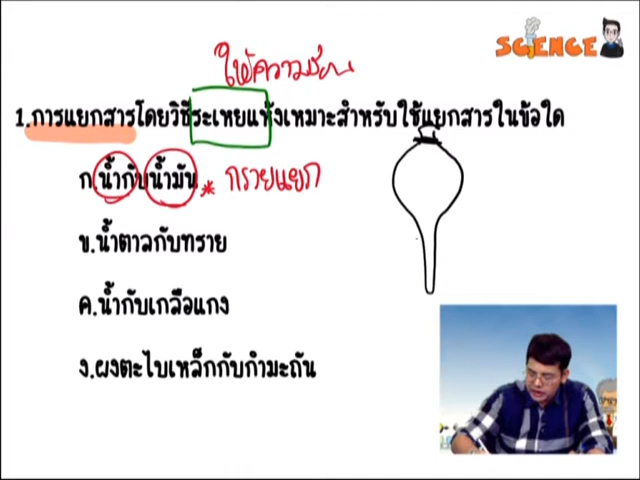 SCIENCE
ให้ความร้อน
1.การแยกสารโดยวิธีระเหยแห้งเหมาะสำหรับใช้แยกสารในข้อใด
ก.น้ำกับน้ำมัน * กรวยแยก
ข.น้ำตาลกับทราย
ค.น้ำกับเกลือแกง
ง.ผงตะไบเหล็กกับกำมะถัน